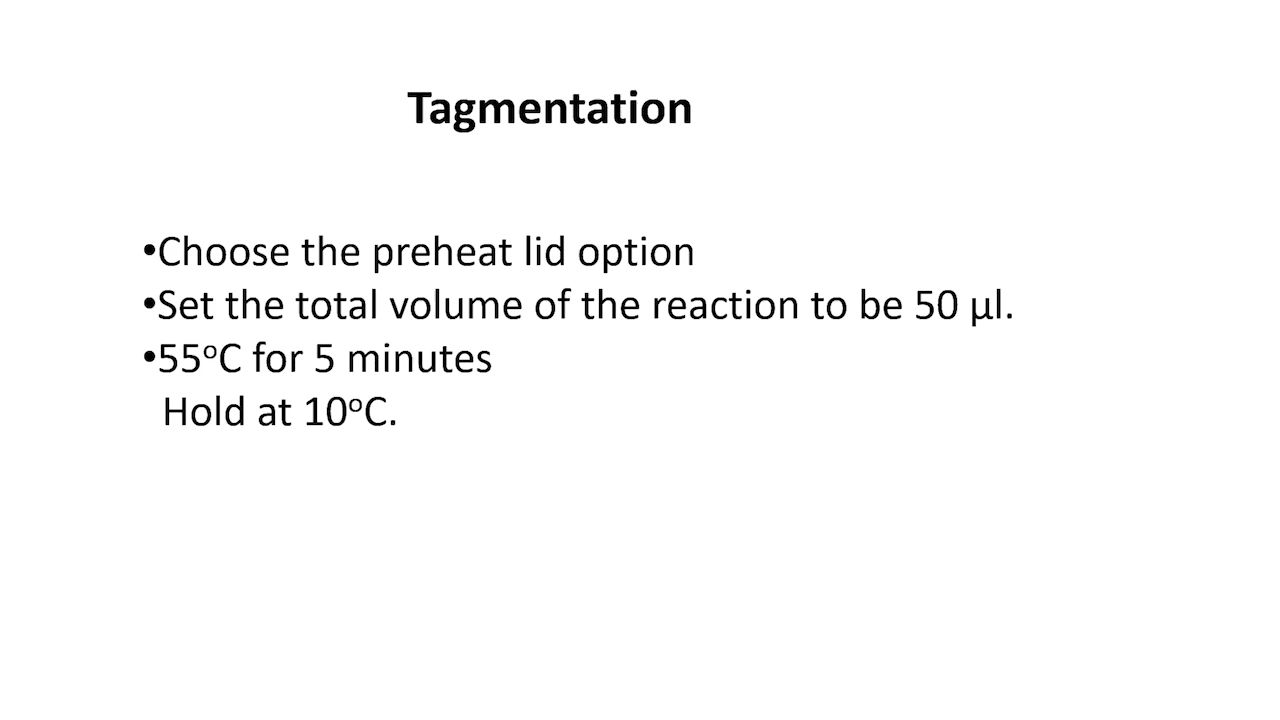 Tagmentation
•Choose the preheat lid option
•Set the total volume of the reaction to be 50 µl.
•55ºC for 5 minutes
Hold at 10ºC.